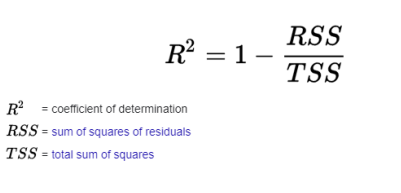 R² = 1 − RSS/TSS
R² = coefficient of determination
RSS = sum of squares of residuals
TSS = total sum of squares